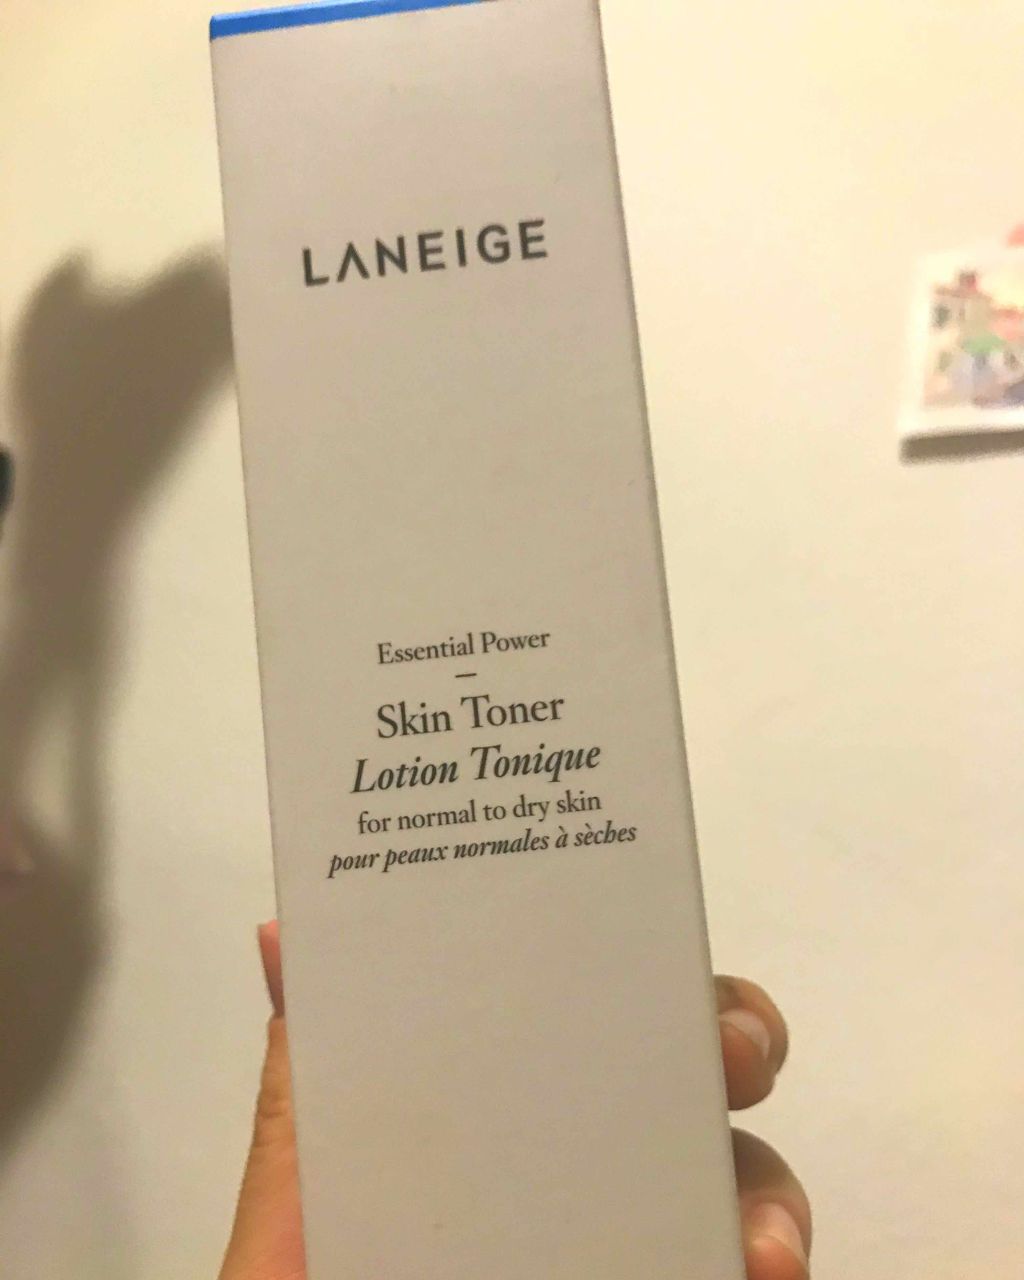 LANEIGE
Essential Power
Skin Toner
Lotion Tonique
for normal to dry skin
pour peaux normales à sèches